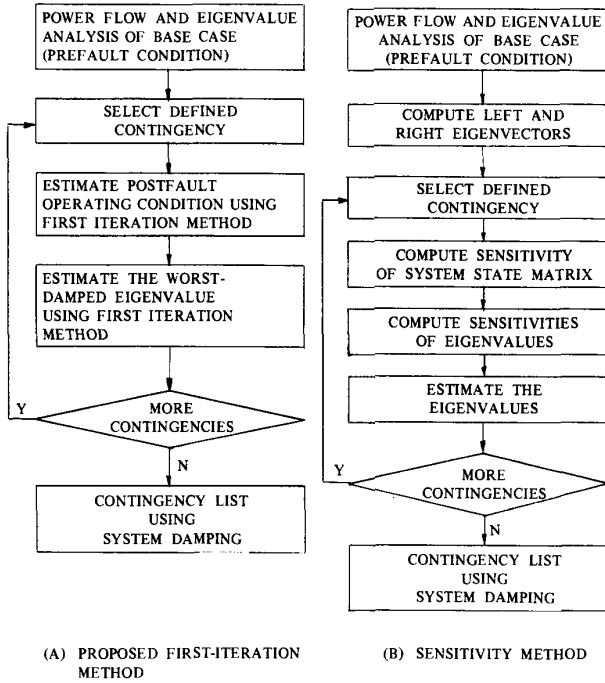 POWER FLOW AND EIGENVALUE
ANALYSIS OF BASE CASE
(PREFAULT CONDITION)
SELECT DEFINED
CONTINGENCY
ESTIMATE POSTFAULT
OPERATING CONDITION USING
FIRST ITERATION METHOD
ESTIMATE THE WORST-
DAMPED EIGENVALUE
USING FIRST ITERATION
METHOD
Y
MORE
CONTINGENCIES
N
CONTINGENCY LIST
USING
SYSTEM DAMPING
(A) PROPOSED FIRST-ITERATION
METHOD
POWER FLOW AND EIGENVALUE
ANALYSIS OF BASE CASE
(PREFAULT CONDITION)
COMPUTE LEFT AND
RIGHT EIGENVECTORS
SELECT DEFINED
CONTINGENCY
COMPUTE SENSITIVITY
OF SYSTEM STATE MATRIX
COMPUTE SENSITIVITIES
OF EIGENVALUES
ESTIMATE THE
EIGENVALUES
Y
MORE
CONTINGENCIES
N
CONTINGENCY LIST
USING
SYSTEM DAMPING
(B) SENSITIVITY METHOD